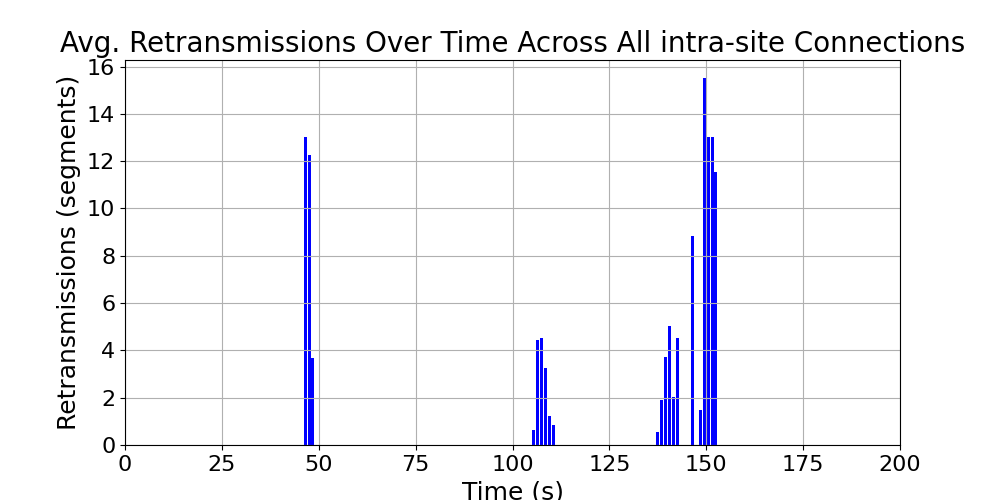 Avg. Retransmissions Over Time Across All intra-site Connections
Retransmissions (segments)
16
14
12
10
8
6
4
2
0
0 25 50 75 100 125 150 175 200
Time (s)